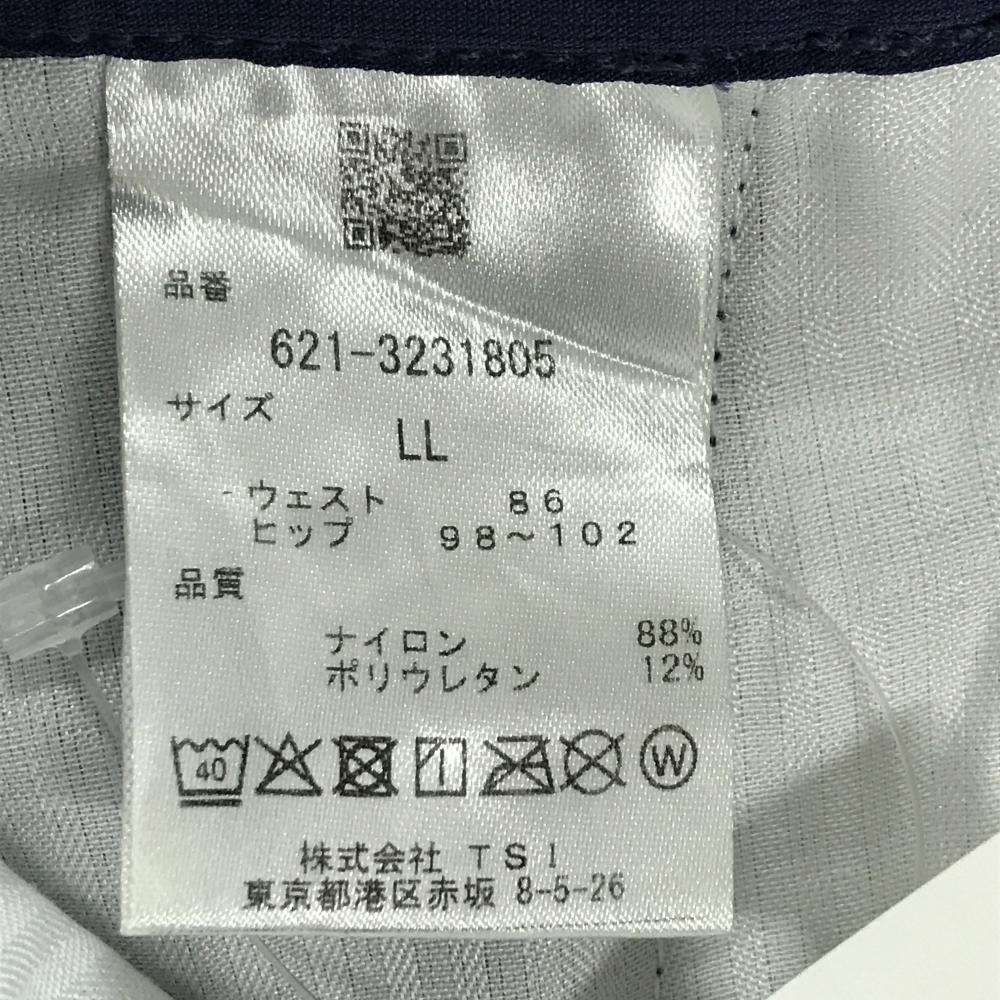 品番
621-3231805
サイズ
LL
ウェスト 86
ヒップ 98～102
品質
ナイロン 88%
ポリウレタン 12%
40 W
株式会社 TSI
東京都港区赤坂 8-5-26